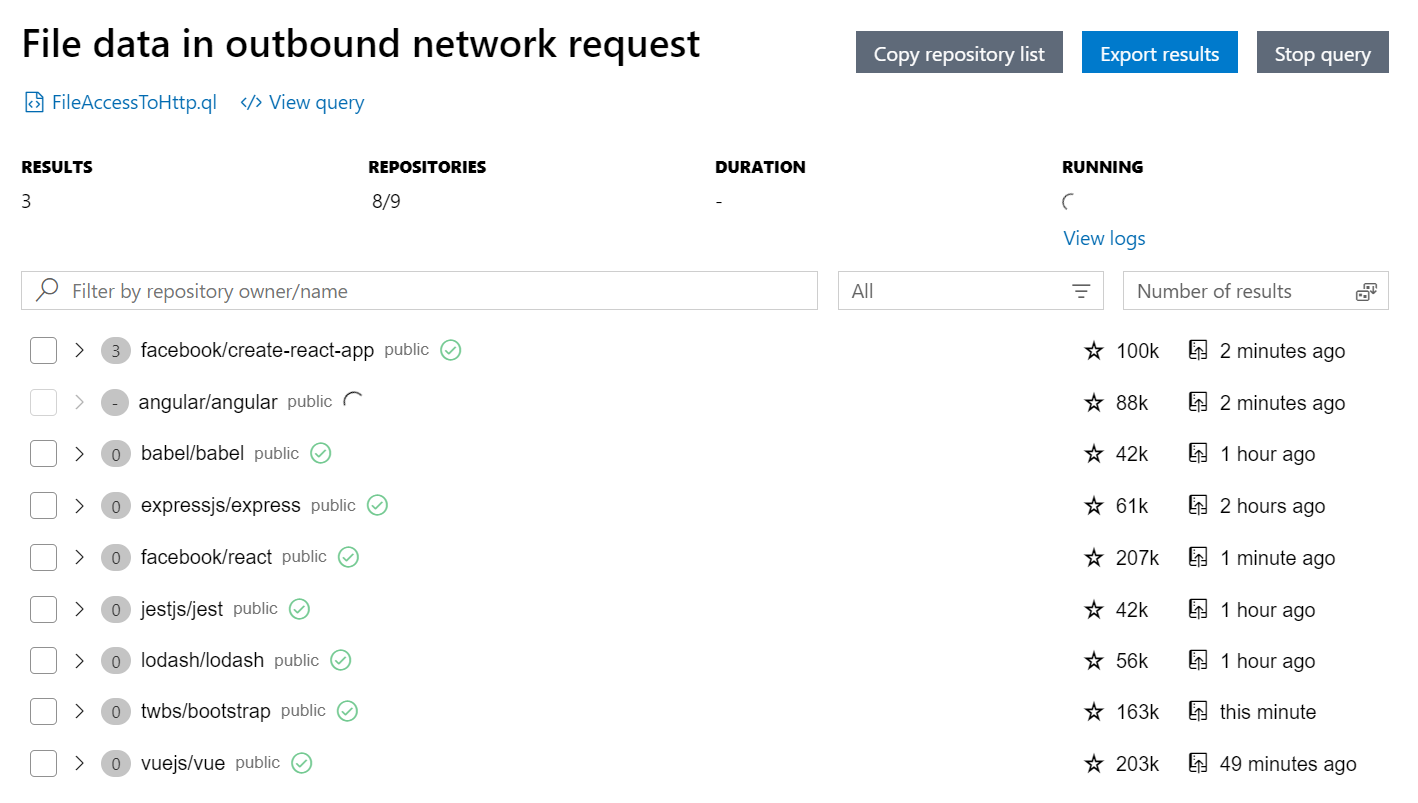 File data in outbound network request
Copy repository list Export results Stop query
FileAccessToHttp.ql </> View query
RESULTS REPOSITORIES DURATION RUNNING
3 8/9 -
View logs
Filter by repository owner/name All Number of results
3 facebook/create-react-app public 100k 2 minutes ago
- angular/angular public 88k 2 minutes ago
0 babel/babel public 42k 1 hour ago
0 expressjs/express public 61k 2 hours ago
0 facebook/react public 207k 1 minute ago
0 jestjs/jest public 42k 1 hour ago
0 lodash/lodash public 56k 1 hour ago
0 twbs/bootstrap public 163k this minute
0 vuejs/vue public 203k 49 minutes ago